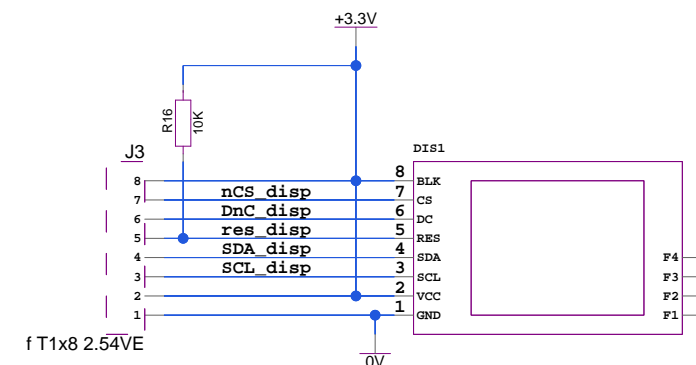 +3.3V
R16
10K
J3
DIS1
8 8 BLK
7 nCS_disp 7 CS
6 DnC_disp 6 DC
5 res_disp 5 RES
4 SDA_disp 4 SDA F4
3 SCL_disp 3 SCL F3
2 2 VCC F2
1 1 GND F1
f T1x8 2.54VE
0V